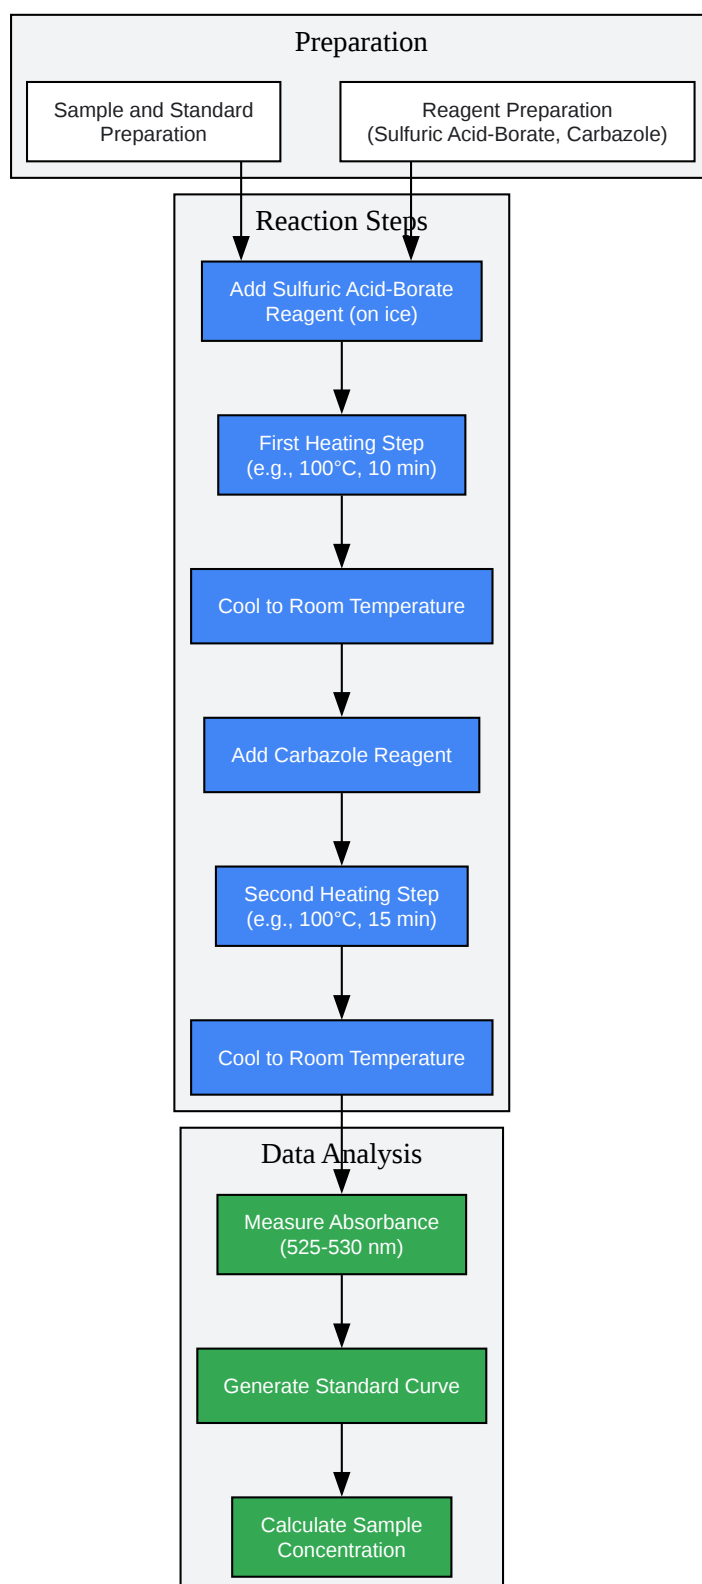 Preparation
Sample and Standard
Preparation
Reagent Preparation
(Sulfuric Acid-Borate, Carbazole)
Reaction Steps
Add Sulfuric Acid-Borate
Reagent (on ice)
First Heating Step
(e.g., 100°C, 10 min)
Cool to Room Temperature
Add Carbazole Reagent
Second Heating Step
(e.g., 100°C, 15 min)
Cool to Room Temperature
Data Analysis
Measure Absorbance
(525-530 nm)
Generate Standard Curve
Calculate Sample
Concentration